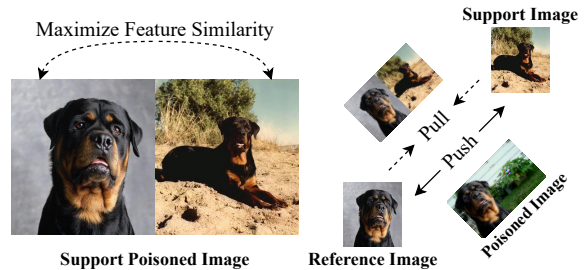 Maximize Feature Similarity
Support Poisoned Image
Support Image
Pull
Push
Reference Image
Poisoned Image